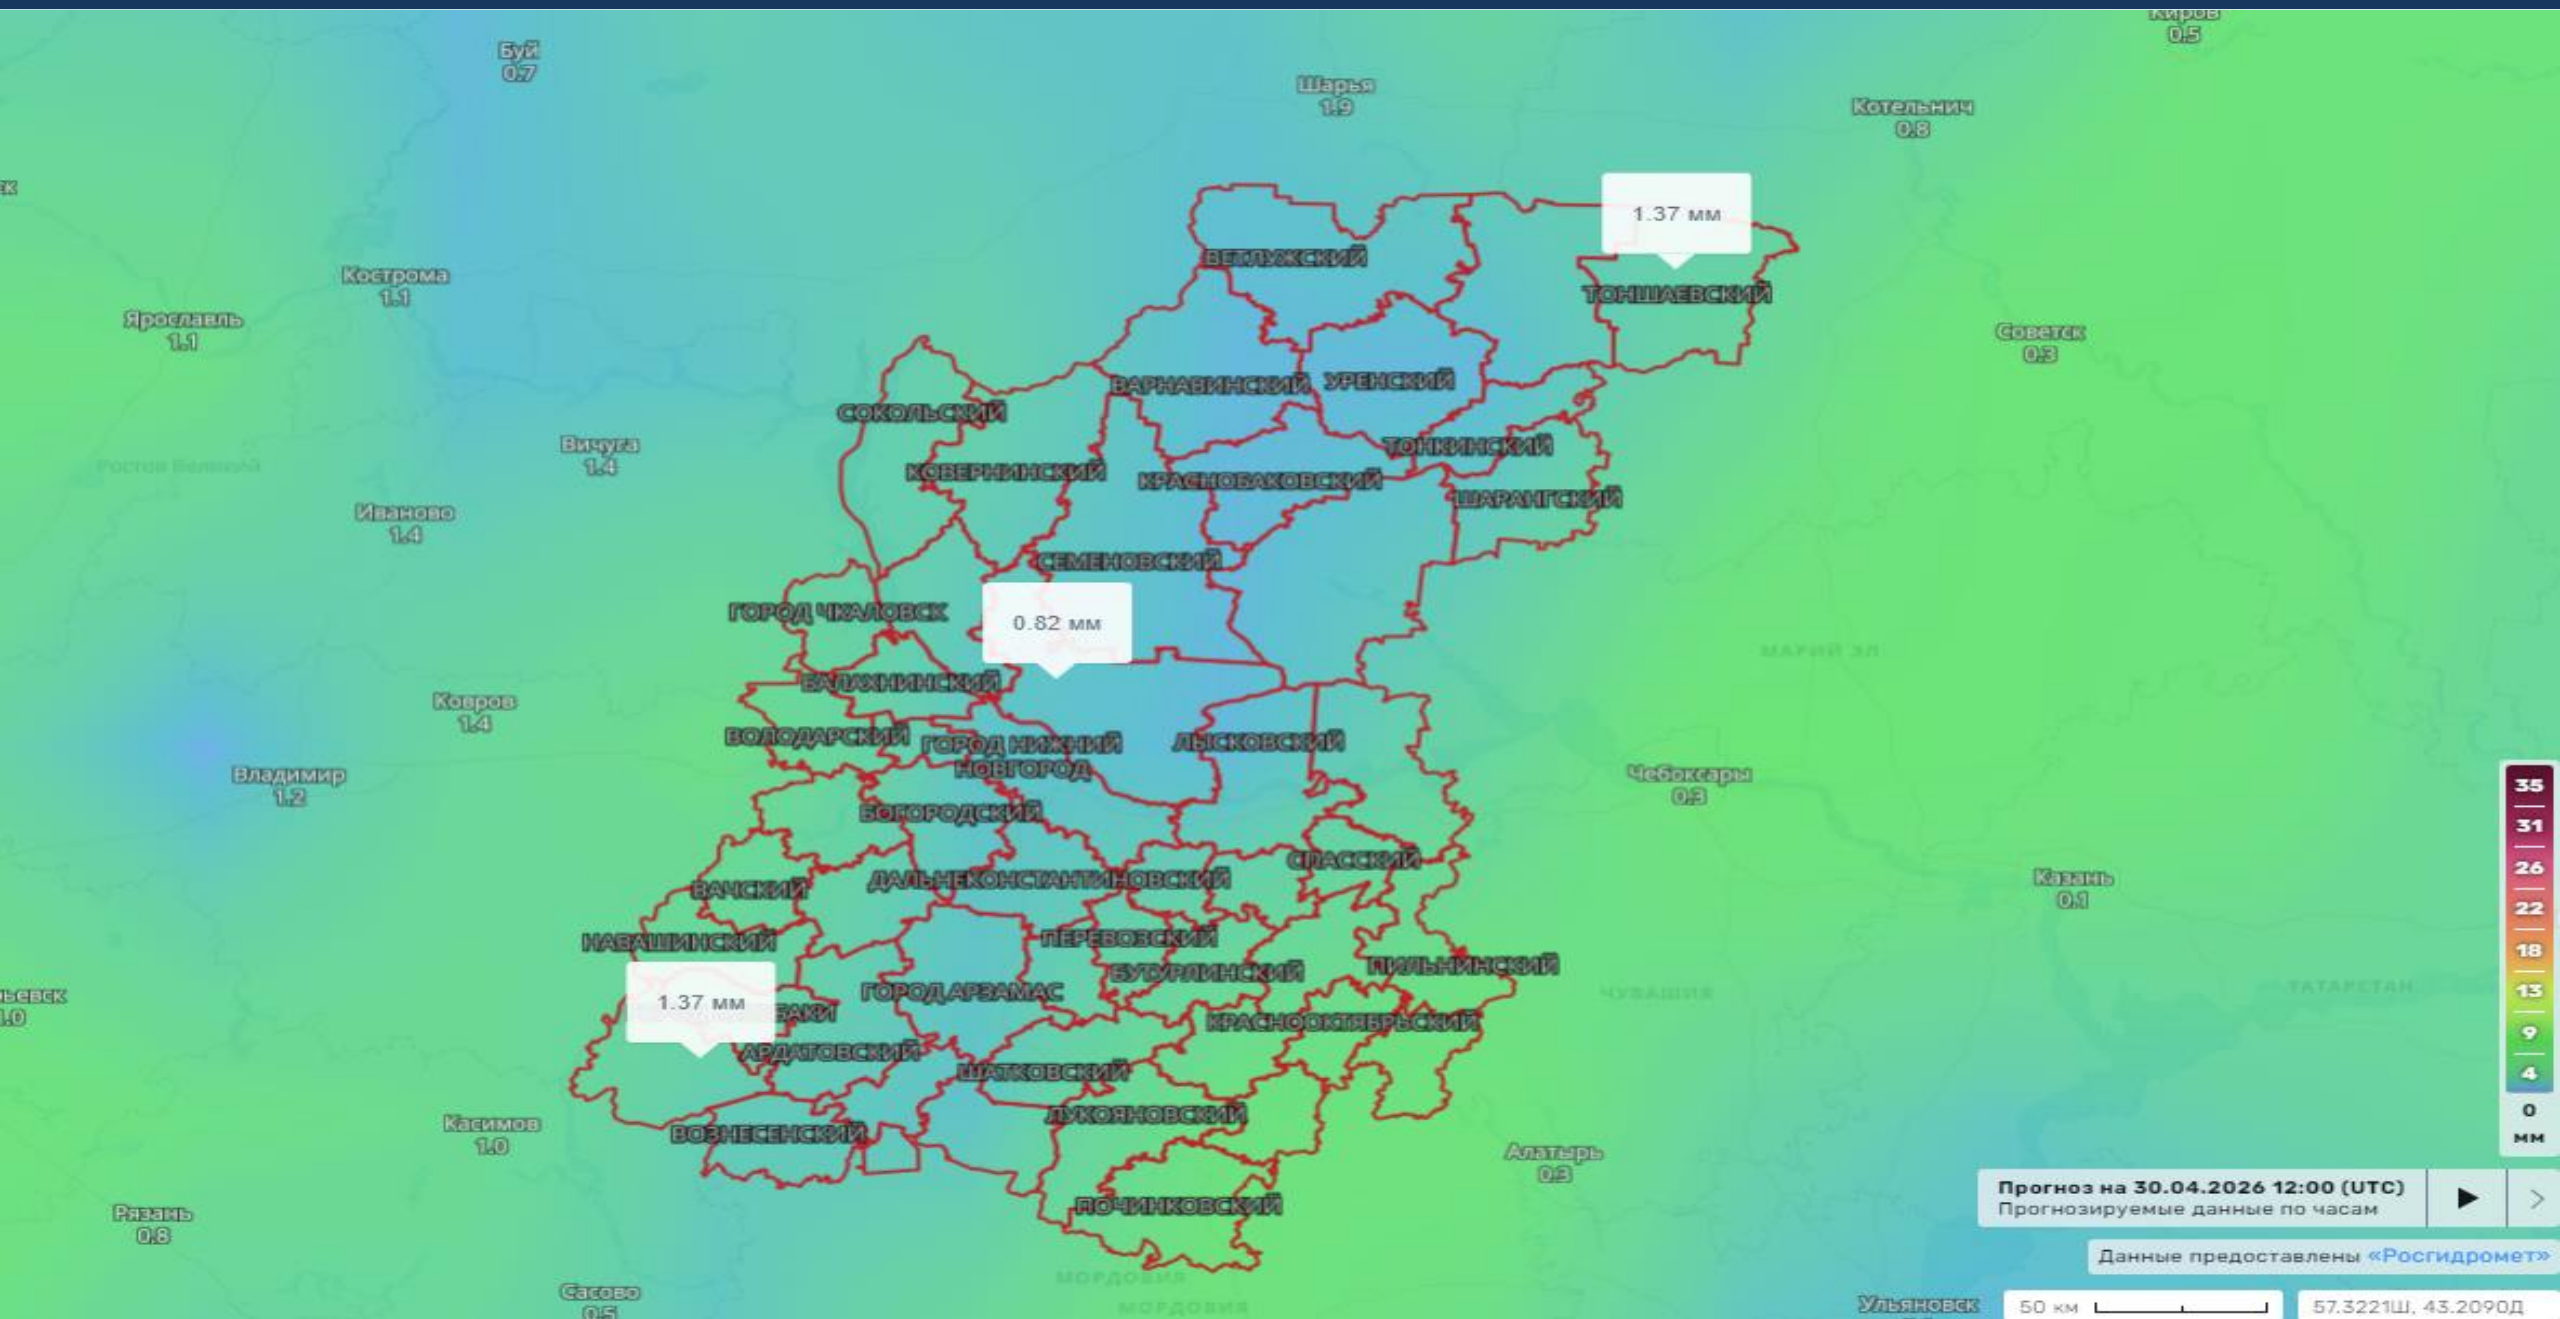 Киров
0.5
Буй
0.7
Шарья
1.9
Котельнич
0.8
ск
1.37 мм
ВЕТЛУЖСКИЙ
Кострома
1.1
ТОНШАЕВСКИЙ
Ярославль
1.1
Советск
0.3
ВАРНАВИНСКИЙ
УРЕНСКИЙ
СОКОЛЬСКИЙ
Вичуга
1.4
ТОНКИНСКИЙ
Ростов Великий
КОВЕРНИНСКИЙ
КРАСНОБАКОВСКИЙ
ШАРАНГСКИЙ
Иваново
1.4
СЕМЕНОВСКИЙ
ГОРОД ЧКАЛОВСК
0.82 мм
МАРИЙ ЭЛ
БАЛАХНИНСКИЙ
Ковров
1.4
ВОЛОДАРСКИЙ
ГОРОД НИЖНИЙ
НОВГОРОД
ЛЫСКОВСКИЙ
Владимир
1.2
Чебоксары
0.3
БОГОРОДСКИЙ
СПАССКИЙ
ВАЧСКИЙ
ДАЛЬНЕКОНСТАНТИНОВСКИЙ
Казань
0.1
НАВАШИНСКИЙ
ПЕРЕВОЗСКИЙ
БУТУРЛИНСКИЙ
ПИЛЬНИНСКИЙ
ьевск
1.0
1.37 мм
БАКИ
ГОРОД АРЗАМАС
ЧУВАШИЯ
ТАТАРСТАН
КРАСНООКТЯБРЬСКИЙ
АРДАТОВСКИЙ
ШАТКОВСКИЙ
ЛУКОЯНОВСКИЙ
Касимов
1.0
ВОЗНЕСЕНСКИЙ
Алатырь
0.3
ПОЧИНКОВСКИЙ
Рязань
0.8
МОРДОВИЯ
МОРДОВИЯ
Сасово
0.5
Ульяновск
35
31
26
22
18
13
9
4
0
мм
Прогноз на 30.04.2026 12:00 (UTC)
Прогнозируемые данные по часам
Данные предоставлены «Росгидромет»
50 км
57.3221Ш, 43.2090Д